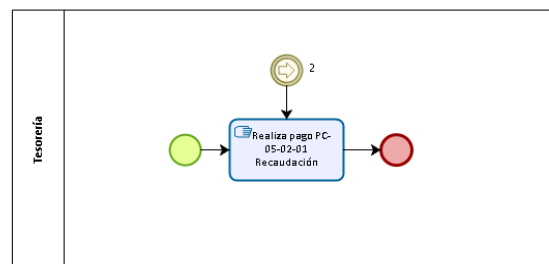 Tesorería
2
Realiza pago PC-
05-02-01
Recaudación